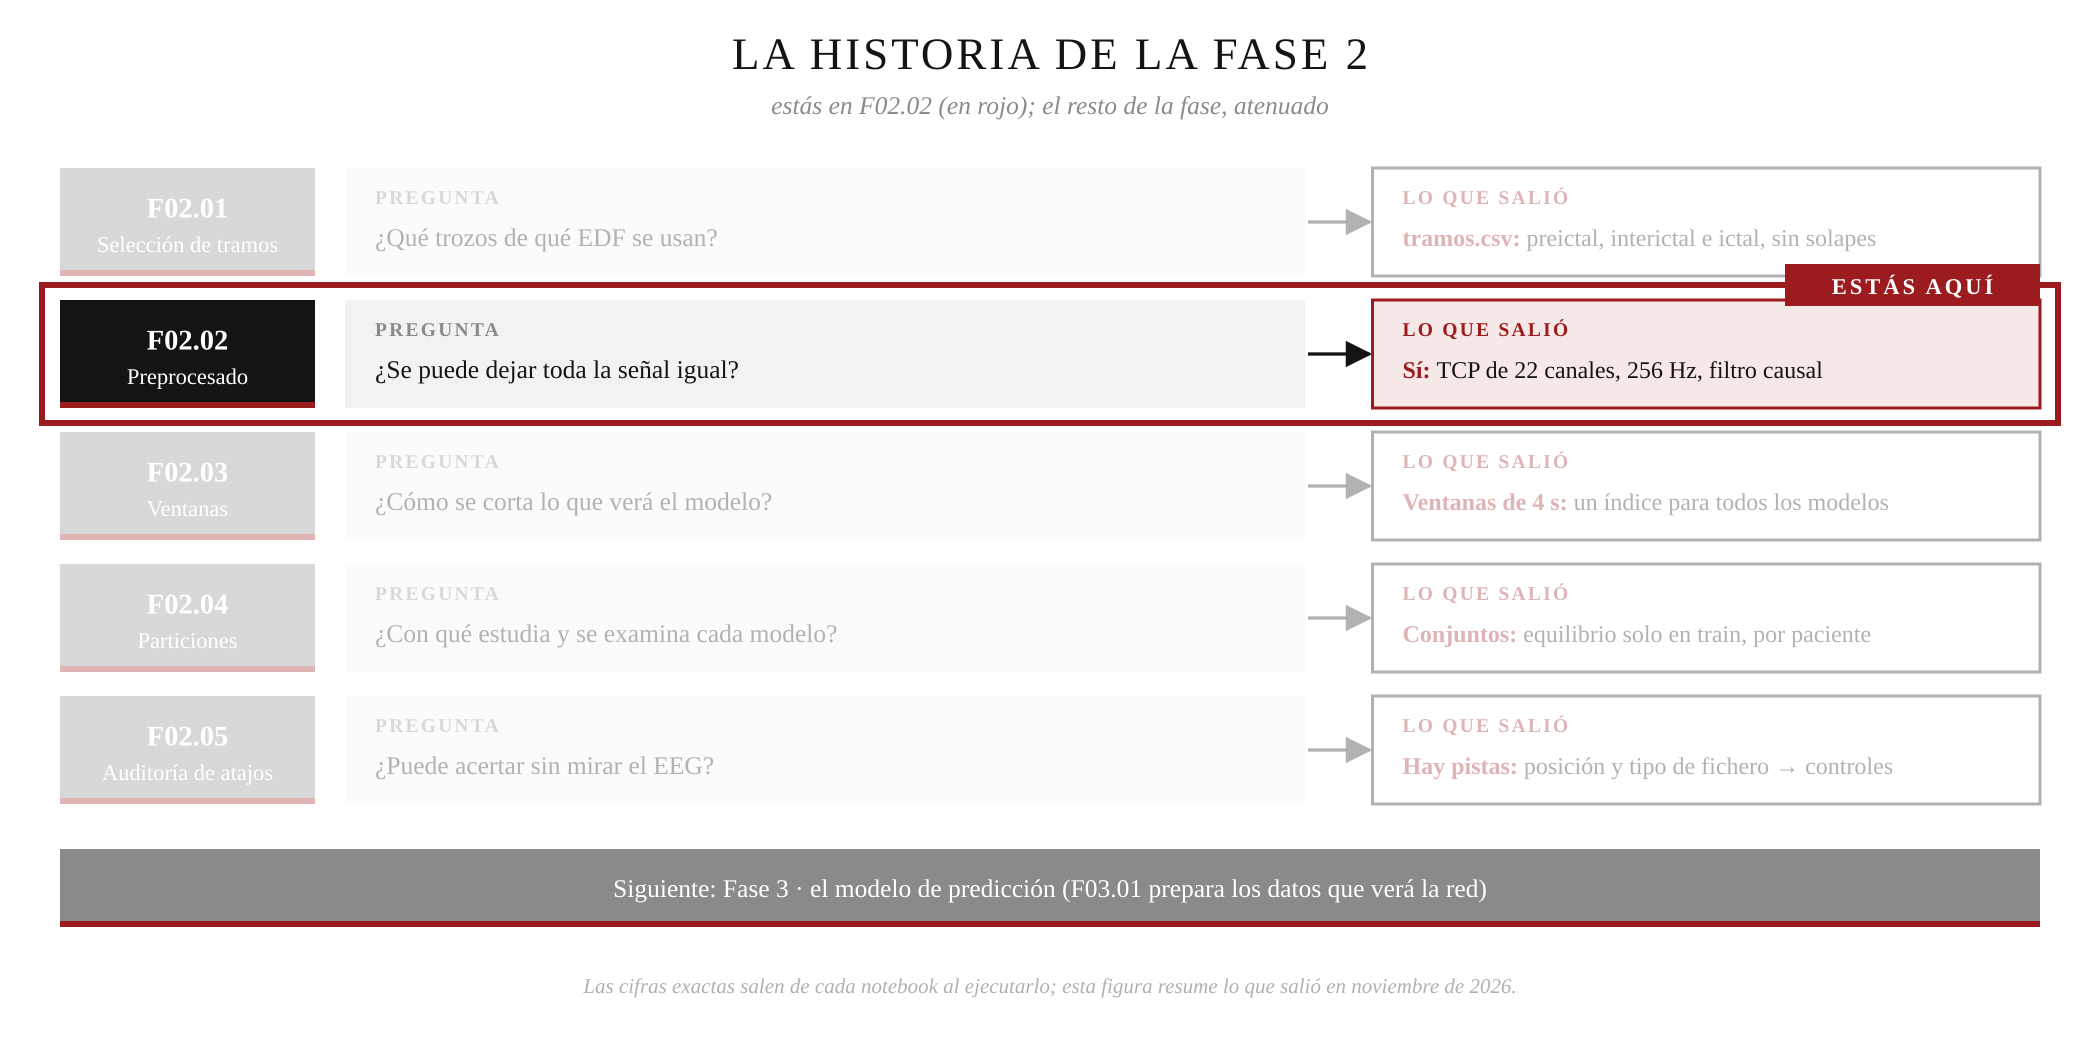 LA HISTORIA DE LA FASE 2
estás en F02.02 (en rojo); el resto de la fase, atenuado
F02.01
Selección de tramos
PREGUNTA
¿Qué trozos de qué EDF se usan?
LO QUE SALIÓ
tramos.csv: preictal, interictal e ictal, sin solapes
ESTÁS AQUÍ
F02.02
Preprocesado
PREGUNTA
¿Se puede dejar toda la señal igual?
LO QUE SALIÓ
Sí: TCP de 22 canales, 256 Hz, filtro causal
F02.03
Ventanas
PREGUNTA
¿Cómo se corta lo que verá el modelo?
LO QUE SALIÓ
Ventanas de 4 s: un índice para todos los modelos
F02.04
Particiones
PREGUNTA
¿Con qué estudia y se examina cada modelo?
LO QUE SALIÓ
Conjuntos: equilibrio solo en train, por paciente
F02.05
Auditoría de atajos
PREGUNTA
¿Puede acertar sin mirar el EEG?
LO QUE SALIÓ
Hay pistas: posición y tipo de fichero → controles
Siguiente: Fase 3 · el modelo de predicción (F03.01 prepara los datos que verá la red)
Las cifras exactas salen de cada notebook al ejecutarlo; esta figura resume lo que salió en noviembre de 2026.